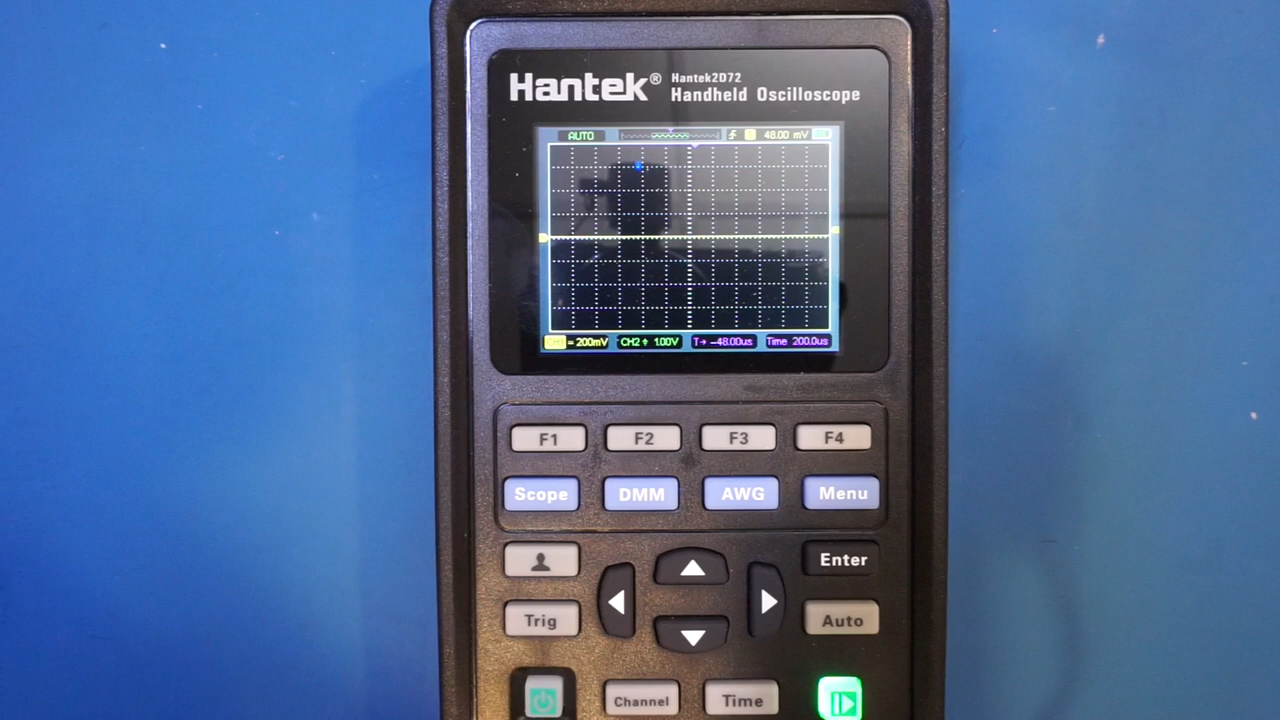 Hantek®
Hantek2D72
Handheld Oscilloscope
AUTO
48.00 mV
CH1 = 200mV
CH2 1.00V
T→ -48.00us
Time 200.0us
F1
F2
F3
F4
Scope
DMM
AWG
Menu
Enter
Trig
Auto
Channel
Time